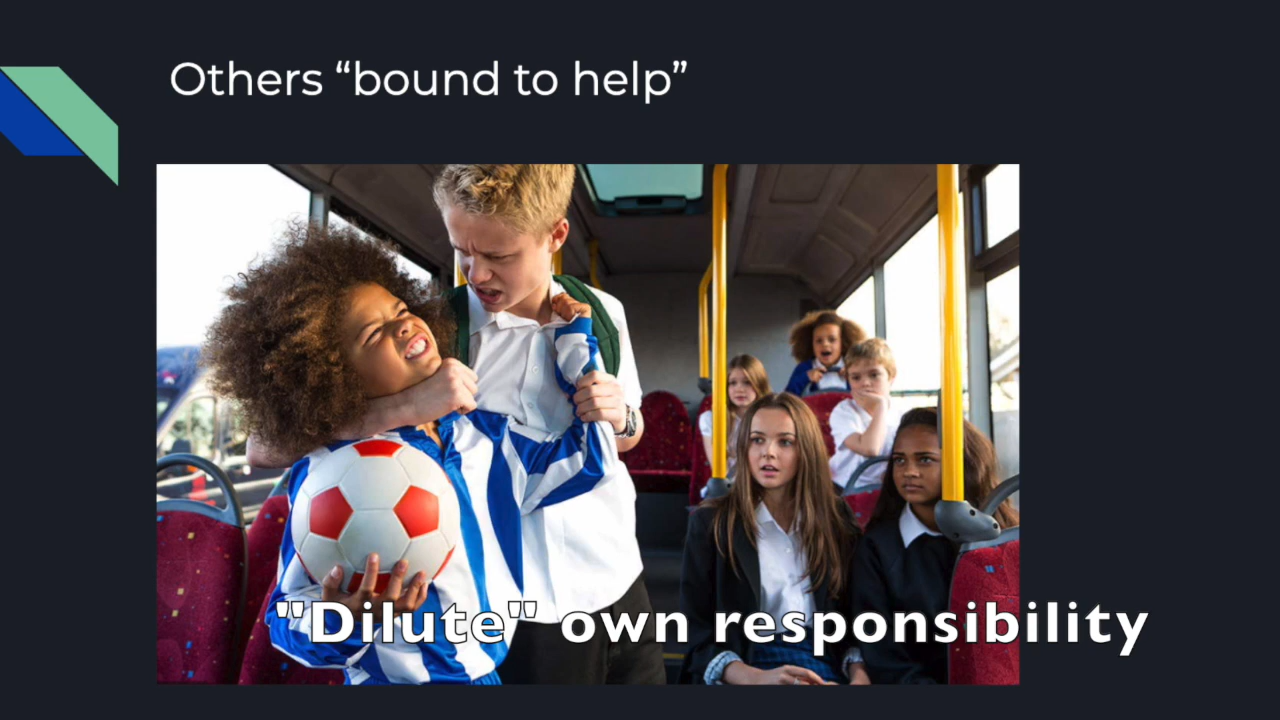 Others “bound to help”
"Dilute" own responsibility